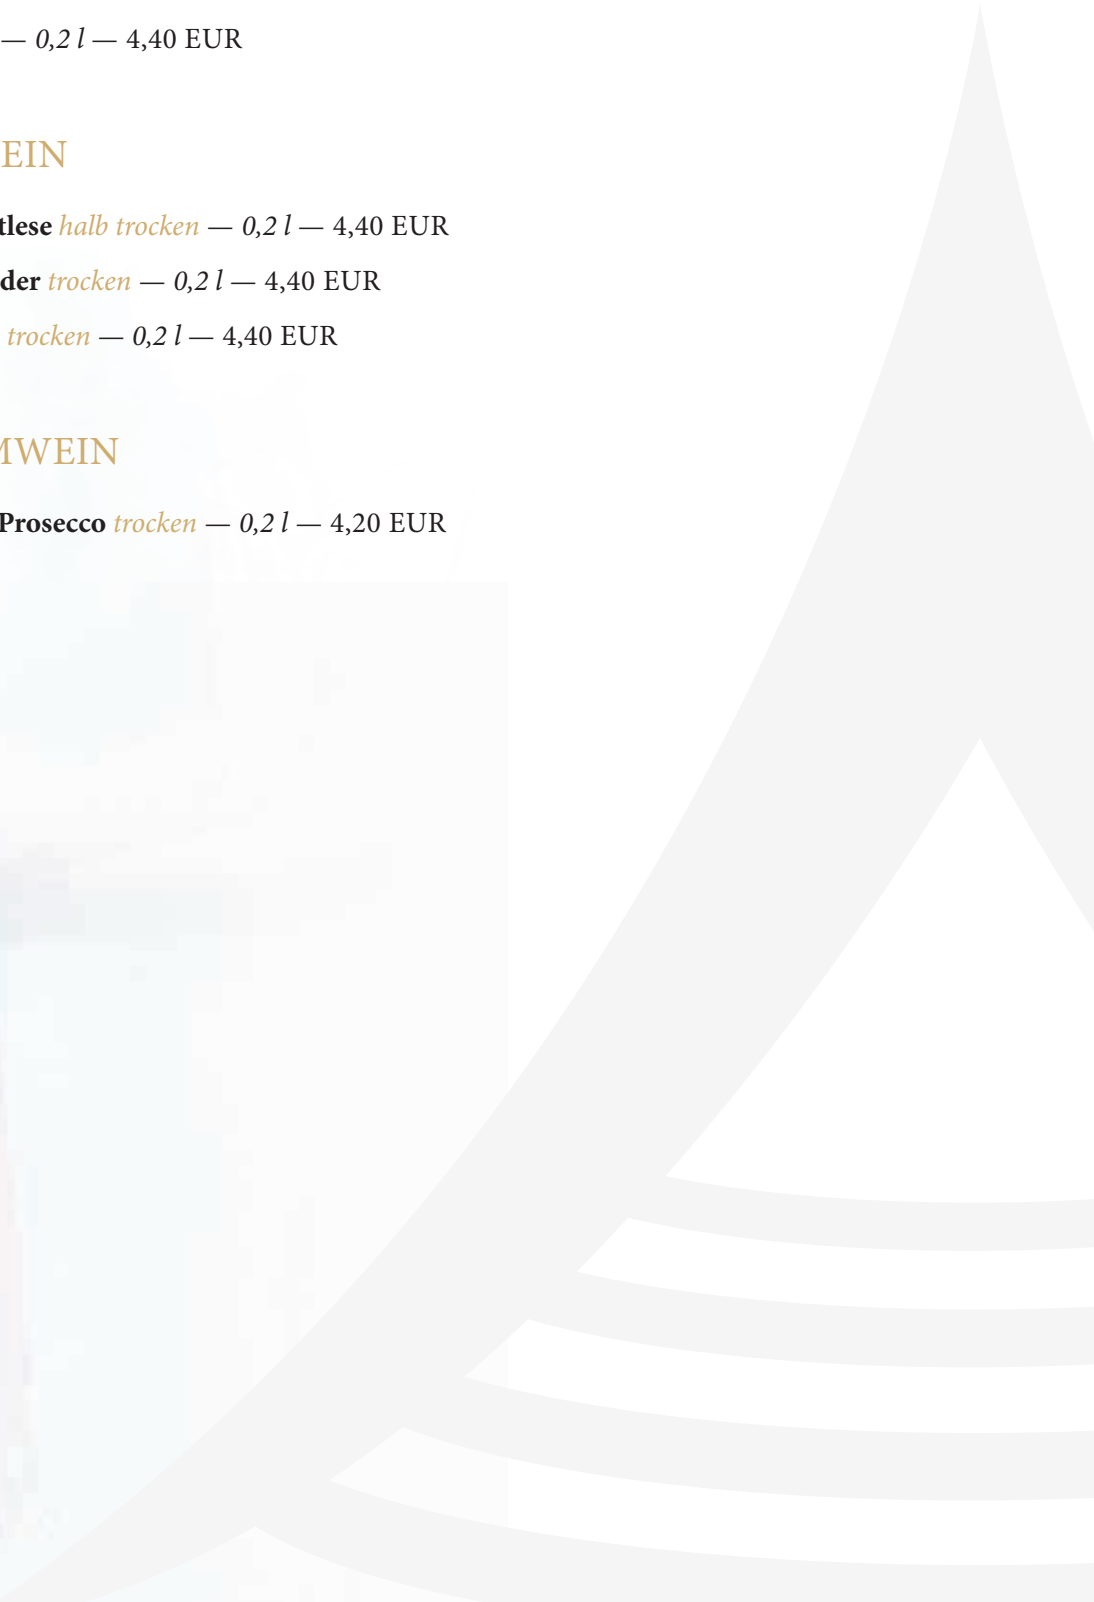 — 0,2 l — 4,40 EUR
EIN
tlese halb trocken — 0,2 l — 4,40 EUR
der trocken — 0,2 l — 4,40 EUR
trocken — 0,2 l — 4,40 EUR
MWEIN
Prosecco trocken — 0,2 l — 4,20 EUR